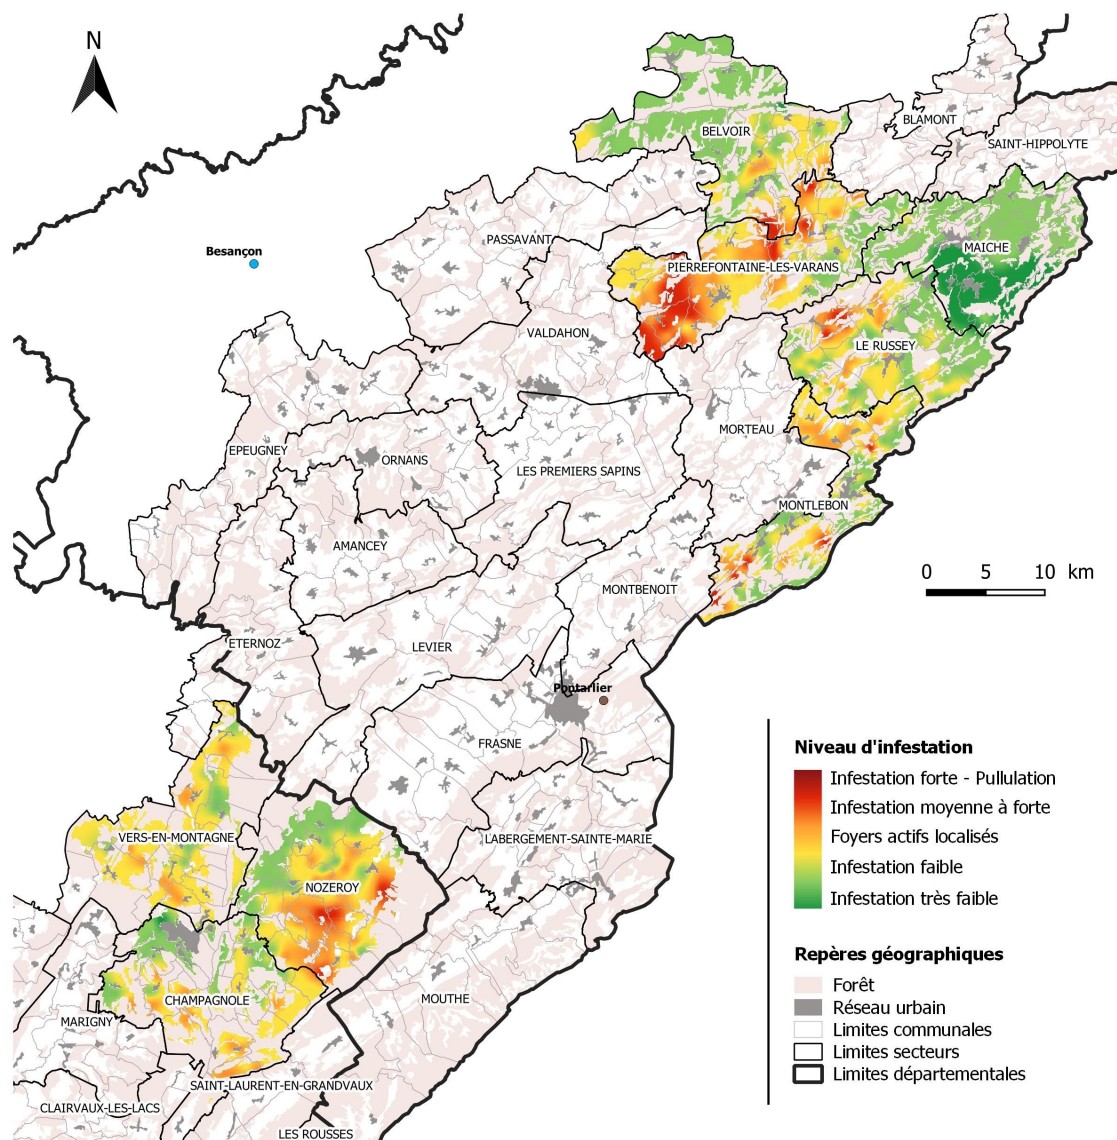 N
BLAMONT
BELVOIR
SAINT-HIPPOLYTE
PASSAVANT
Besançon
MAICHE
PIERREFONTAINE-LES-VARANS
VALDAHON
LE RUSSEY
MORTEAU
EPEUGNEY
ORNANS
LES PREMIERS SAPINS
MONTLEBON
AMANCEY
0 5 10 km
MONTBENOIT
ETERNOZ
LEVIER
Pontarlier
FRASNE
Niveau d'infestation
Infestation forte - Pullulation
Infestation moyenne à forte
Foyers actifs localisés
Infestation faible
Infestation très faible
VERS-EN-MONTAGNE
LABERGEMENT-SAINTE-MARIE
NOZEROY
Repères géographiques
Forêt
Réseau urbain
Limites communales
Limites secteurs
Limites départementales
CHAMPAGNOLE
MOUTHE
MARIGNY
SAINT-LAURENT-EN-GRANDVAUX
CLAIRVAUX-LES-LACS
LES ROUSSES